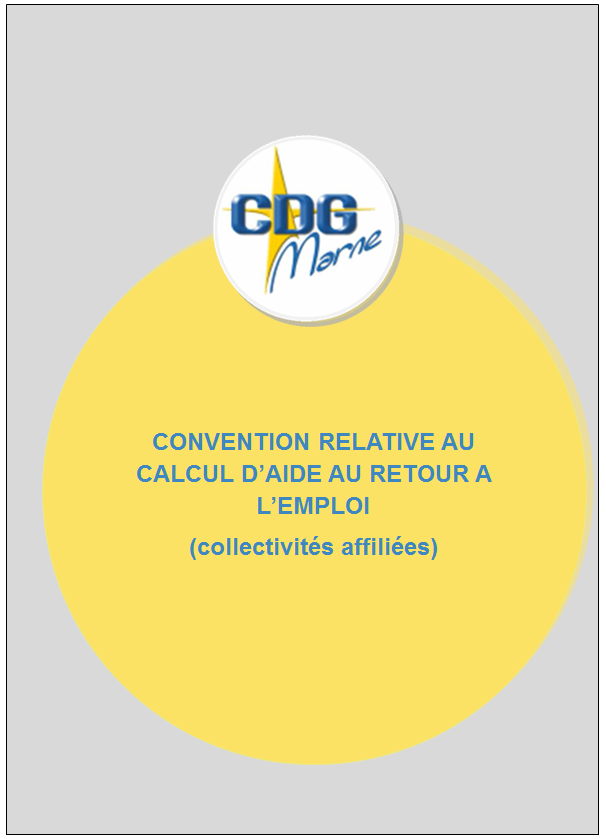 CDG
Marne
CONVENTION RELATIVE AU
CALCUL D’AIDE AU RETOUR A
L’EMPLOI
(collectivités affiliées)